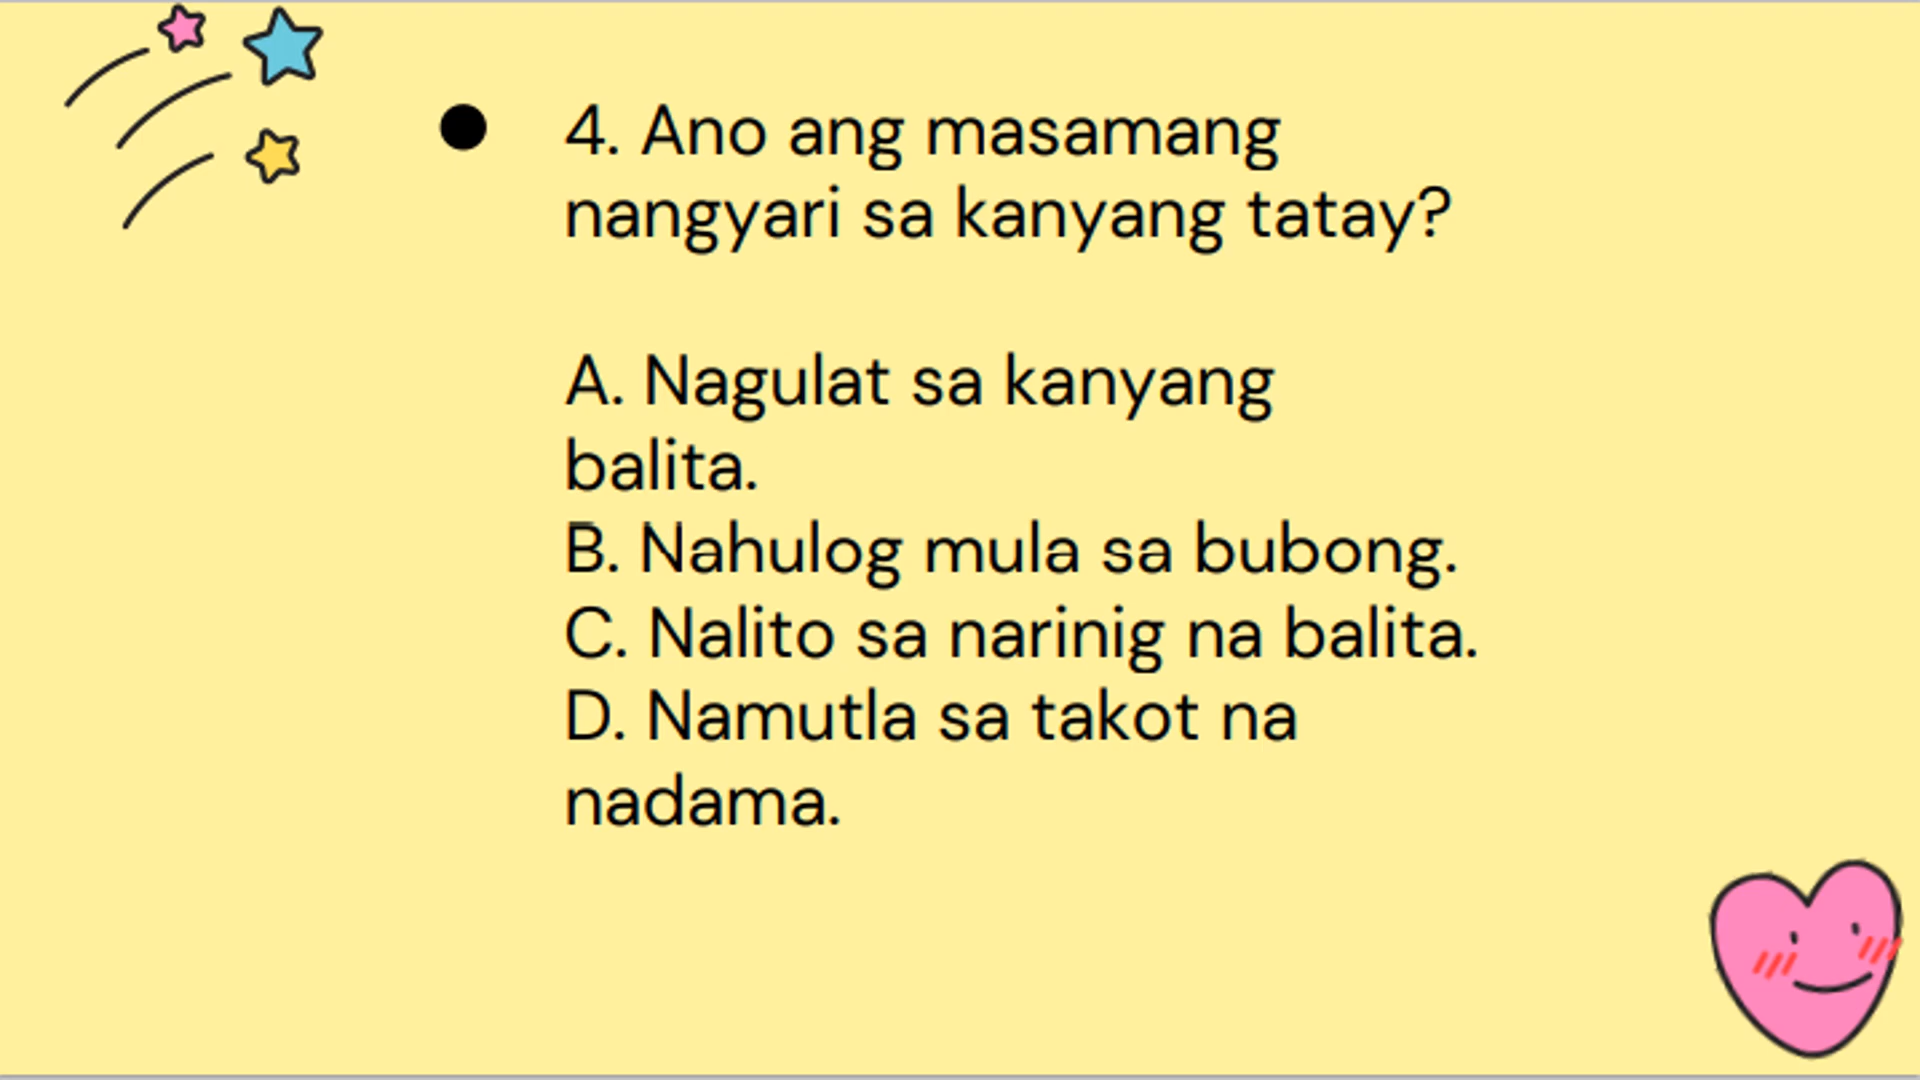 ● 4. Ano ang masamang
nangyari sa kanyang tatay?
A. Nagulat sa kanyang
balita.
B. Nahulog mula sa bubong.
C. Nalito sa narinig na balita.
D. Namutla sa takot na
nadama.